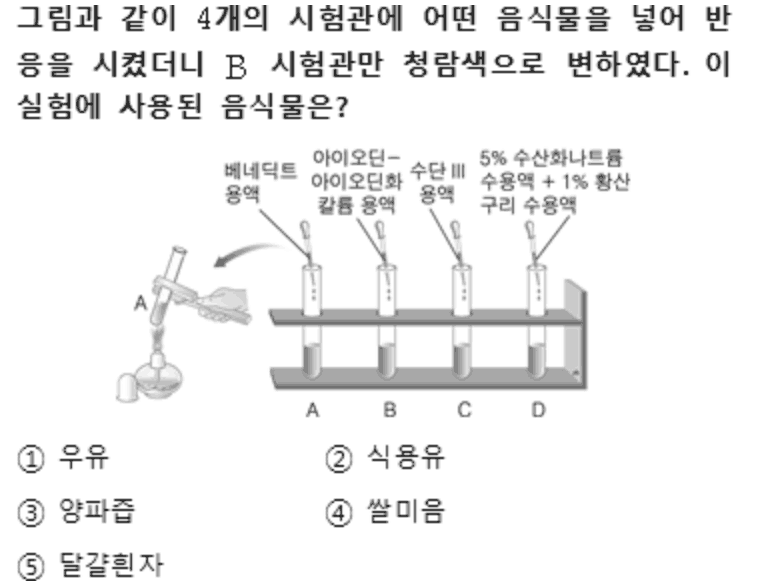 그림과 같이 4개의 시험관에 어떤 음식물을 넣어 반
응을 시켰더니 B 시험관만 청람색으로 변하였다. 이
실험에 사용된 음식물은?
베네딕트
용액
아이오딘-
아이오딘화
칼륨 용액
수단 Ⅲ
용액
5% 수산화나트륨
수용액 + 1% 황산
구리 수용액
A
A B C D
① 우유 ② 식용유
③ 양파즙 ④ 쌀미음
⑤ 달걀흰자